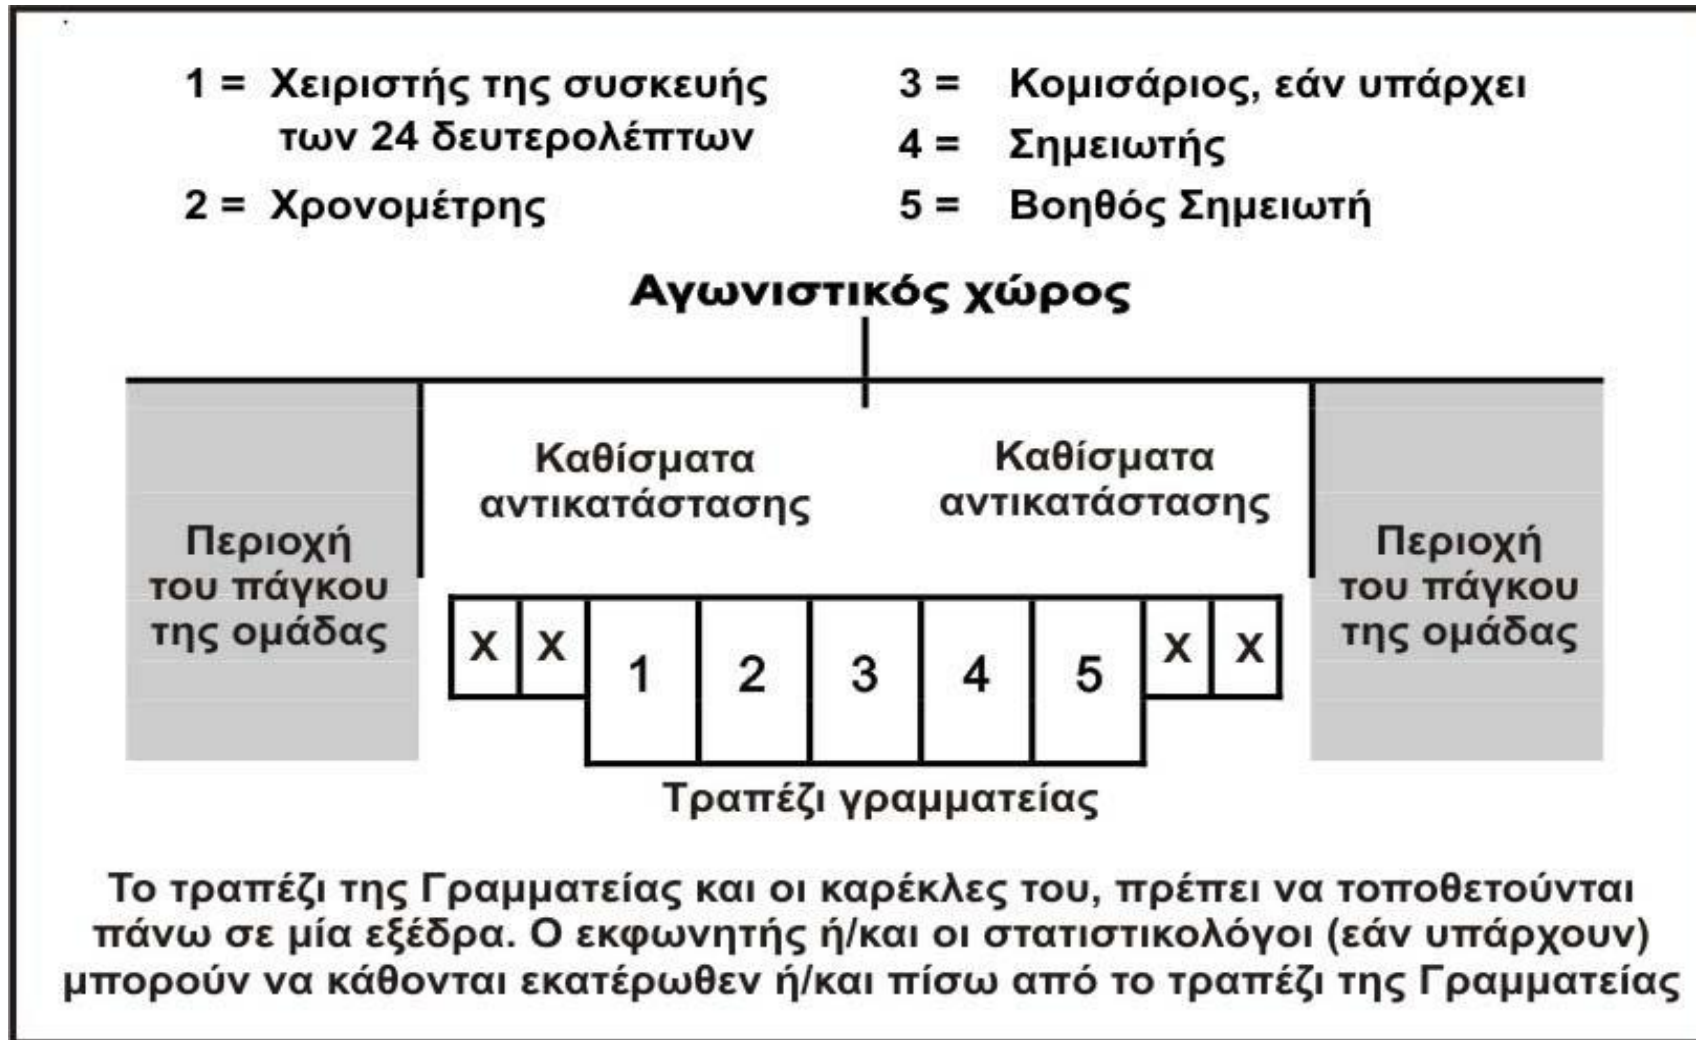 1 = Χειριστής της συσκευής
των 24 δευτερολέπτων
2 = Χρονομέτρης
3 = Κομισάριος, εάν υπάρχει
4 = Σημειωτής
5 = Βοηθός Σημειωτή
Αγωνιστικός χώρος
Περιοχή
του πάγκου
της ομάδας
Καθίσματα
αντικατάστασης
Καθίσματα
αντικατάστασης
Περιοχή
του πάγκου
της ομάδας
X X 1 2 3 4 5 X X
Τραπέζι γραμματείας
Το τραπέζι της Γραμματείας και οι καρέκλες του, πρέπει να τοποθετούνται
πάνω σε μία εξέδρα. Ο εκφωνητής ή/και οι στατιστικολόγοι (εάν υπάρχουν)
μπορούν να κάθονται εκατέρωθεν ή/και πίσω από το τραπέζι της Γραμματείας